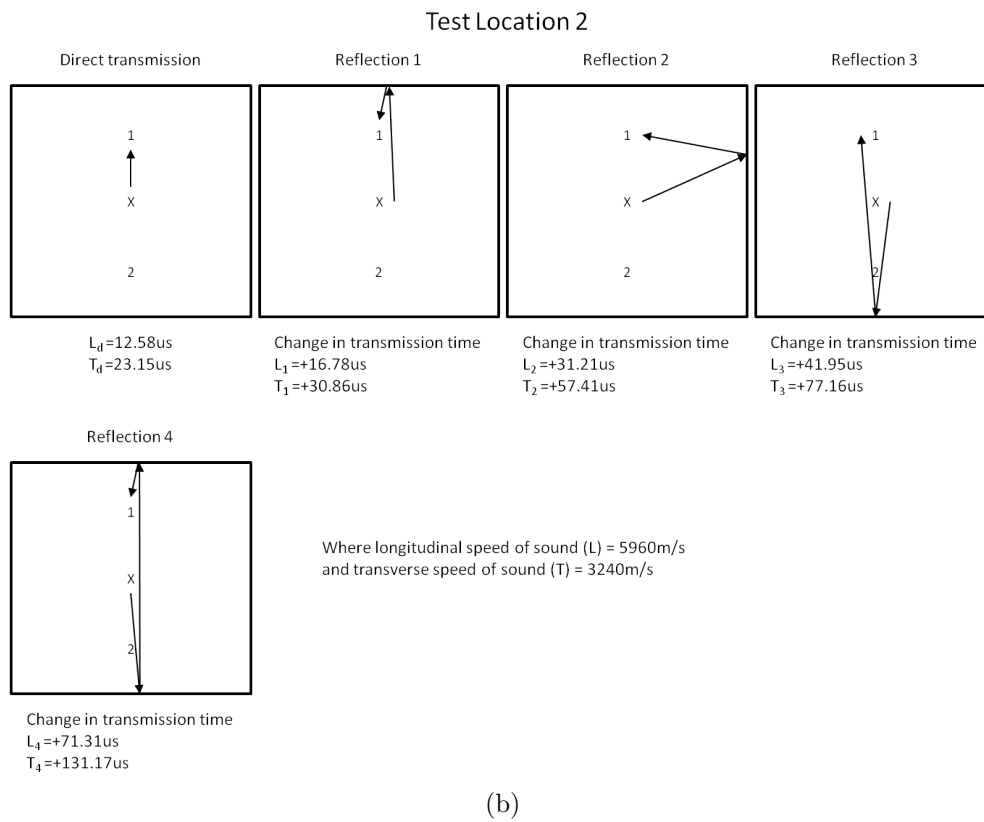 Test Location 2
Direct transmission
1
X
2
L_d=12.58us
T_d=23.15us
Reflection 1
1
X
2
Change in transmission time
L_1=+16.78us
T_1=+30.86us
Reflection 2
1
X
2
Change in transmission time
L_2=+31.21us
T_2=+57.41us
Reflection 3
1
X
2
Change in transmission time
L_3=+41.95us
T_3=+77.16us
Reflection 4
1
X
2
Change in transmission time
L_4=+71.31us
T_4=+131.17us
Where longitudinal speed of sound (L) = 5960m/s
and transverse speed of sound (T) = 3240m/s
(b)